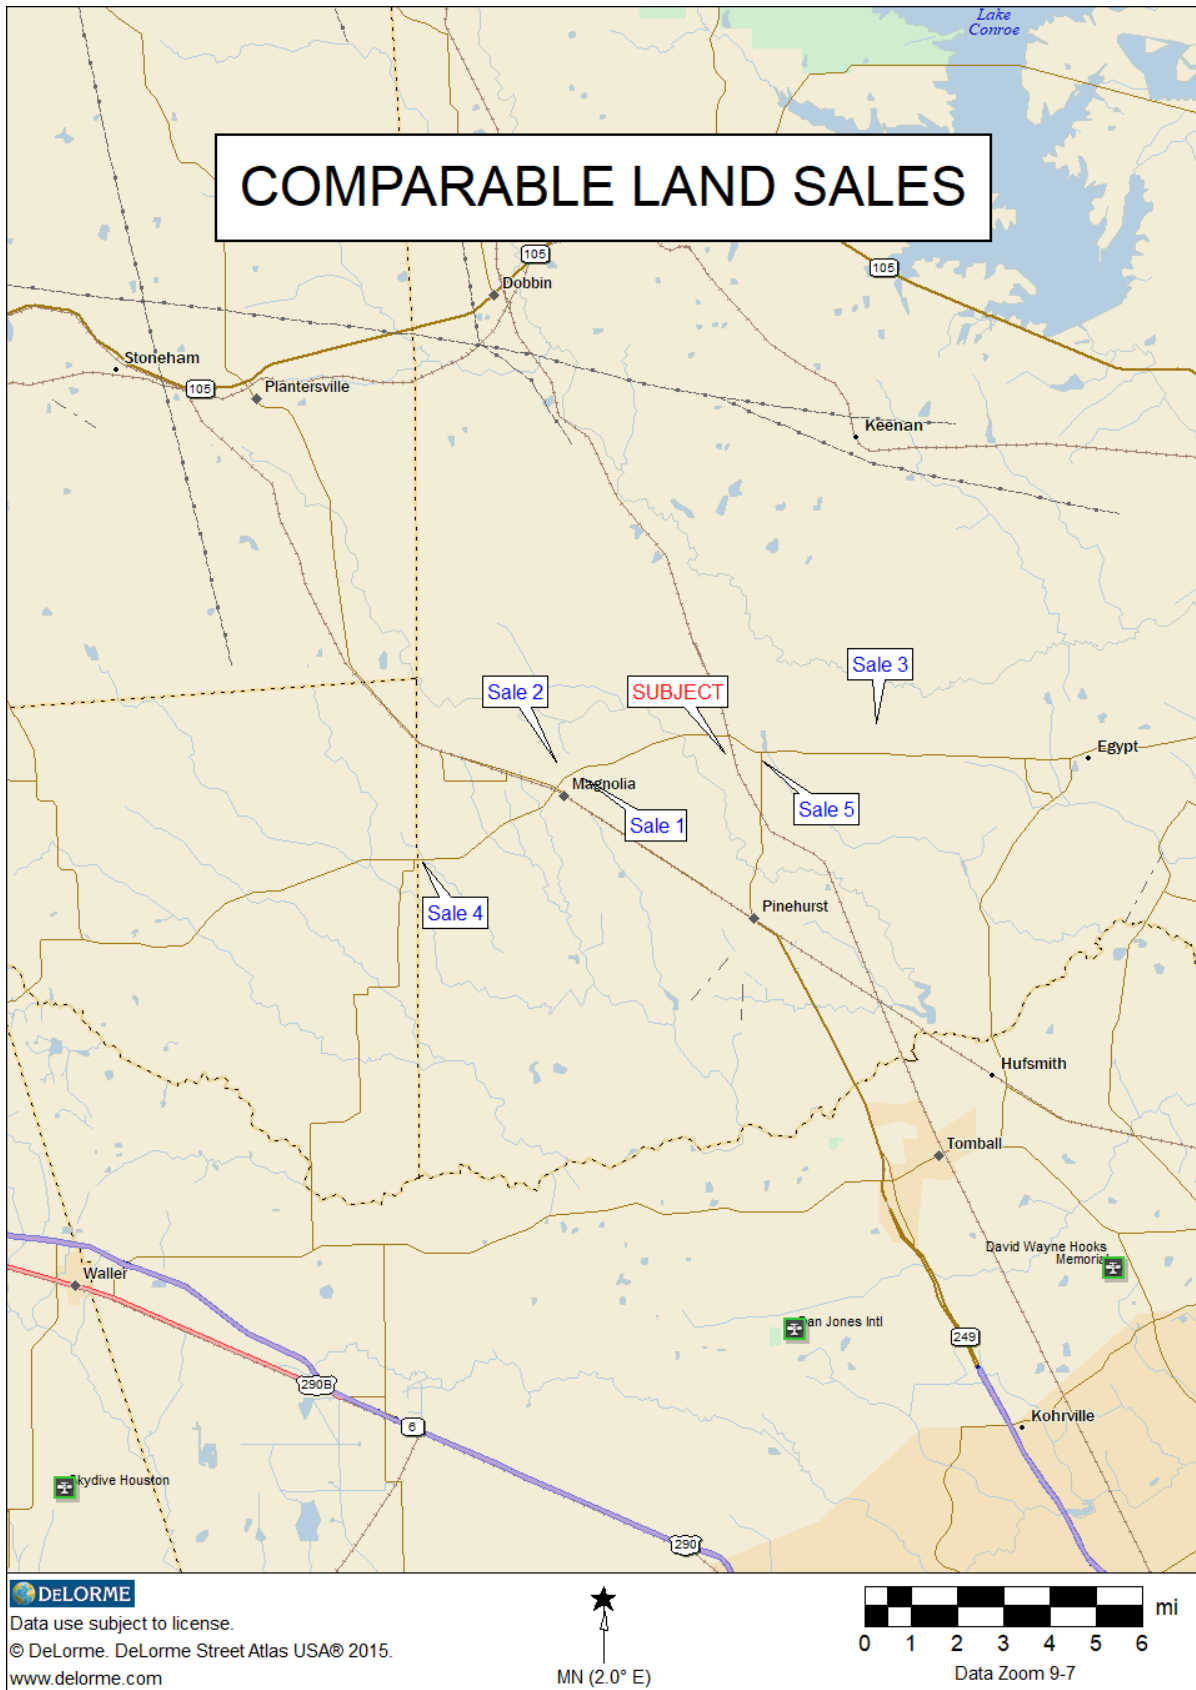 Lake
Conroe
COMPARABLE LAND SALES
105
105
Dobbin
Stoneham
105
Plantersville
Keenan
Sale 3
Sale 2
SUBJECT
Egypt
Magnolia
Sale 5
Sale 1
Sale 4
Pinehurst
Hufsmith
Tomball
David Wayne Hooks
Memorial
Waller
Dan Jones Intl
249
290B
6
Kohrville
Skydive Houston
290
DELORME
Data use subject to license.
© DeLorme. DeLorme Street Atlas USA® 2015.
www.delorme.com
MN (2.0° E)
mi
0 1 2 3 4 5 6
Data Zoom 9-7